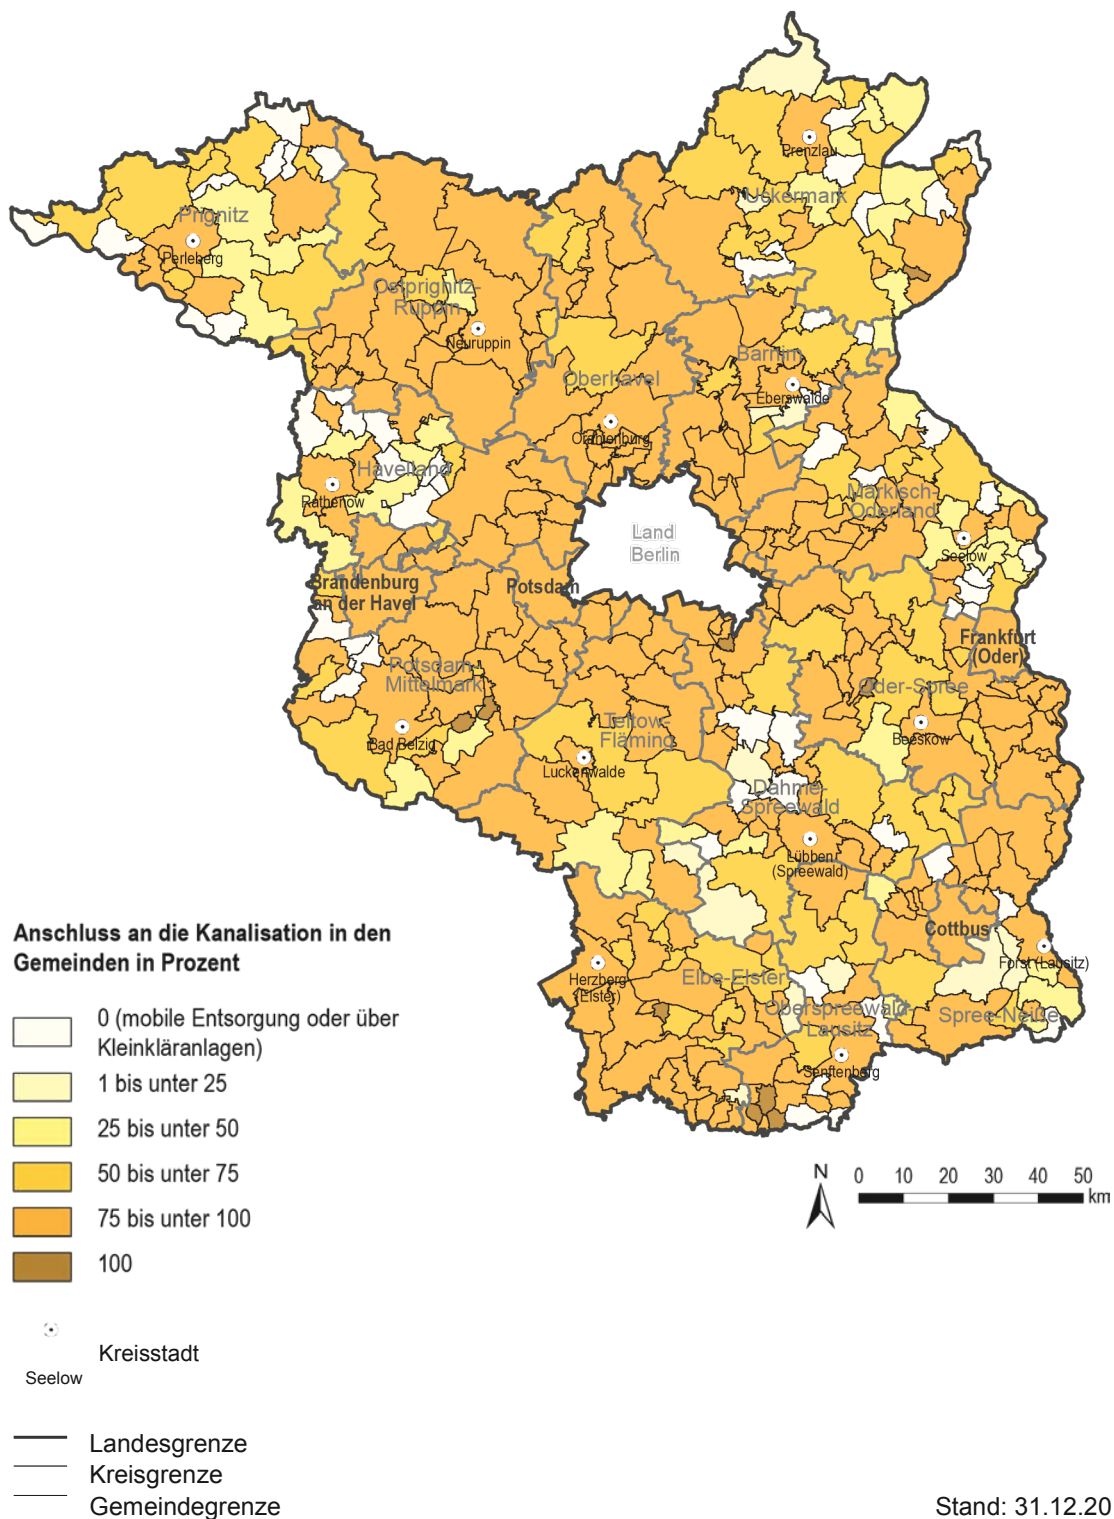 Prenzlau
Uckermark
Prignitz
Perleberg
Ostprignitz-
Ruppin
Neuruppin
Barnim
Oberhavel
Eberswalde
Oranienburg
Havelland
Rathenow
Märkisch-
Oderland
Land
Berlin
Seelow
Brandenburg
an der Havel
Potsdam
Frankfurt
(Oder)
Potsdam-
Mittelmark
Oder-Spree
Teltow-
Fläming
Bad Belzig
Beeskow
Luckenwalde
Dahme-
Spreewald
Lübben
(Spreewald)
Cottbus
Forst (Lausitz)
Herzberg
(Elster)
Elbe-Elster
Oberspreewald-
Lausitz
Spree-Neiße
Senftenberg
Anschluss an die Kanalisation in den
Gemeinden in Prozent
0 (mobile Entsorgung oder über
Kleinkläranlagen)
1 bis unter 25
25 bis unter 50
50 bis unter 75
75 bis unter 100
100
N
0 10 20 30 40 50
km
Kreisstadt
Seelow
Landesgrenze
Kreisgrenze
Gemeindegrenze
Stand: 31.12.20